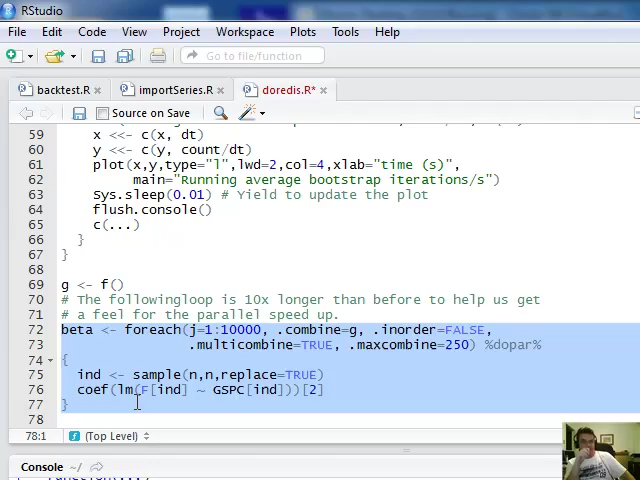 RStudio
File Edit Code View Project Workspace Plots Tools Help
Go to file/function
backtest.R importSeries.R doredis.R*
Source on Save
59 x <<- c(x, dt)
60 y <<- c(y, count/dt)
61 plot(x,y,type="l",lwd=2,col=4,xlab="time (s)",
62 main="Running average bootstrap iterations/s")
63 Sys.sleep(0.01) # Yield to update the plot
64 flush.console()
65 c(...)
66 }
67 }
68
69 g <- f()
70 # The followingloop is 10x longer than before to help us get
71 # a feel for the parallel speed up.
72 beta <- foreach(j=1:10000, .combine=g, .inorder=FALSE,
73 .multicombine=TRUE, .maxcombine=250) %dopar%
74 {
75 ind <- sample(n,n,replace=TRUE)
76 coef(lm(F[ind] ~ GSPC[ind]))[2]
77 }
78
78:1 (Top Level)
Console ~/